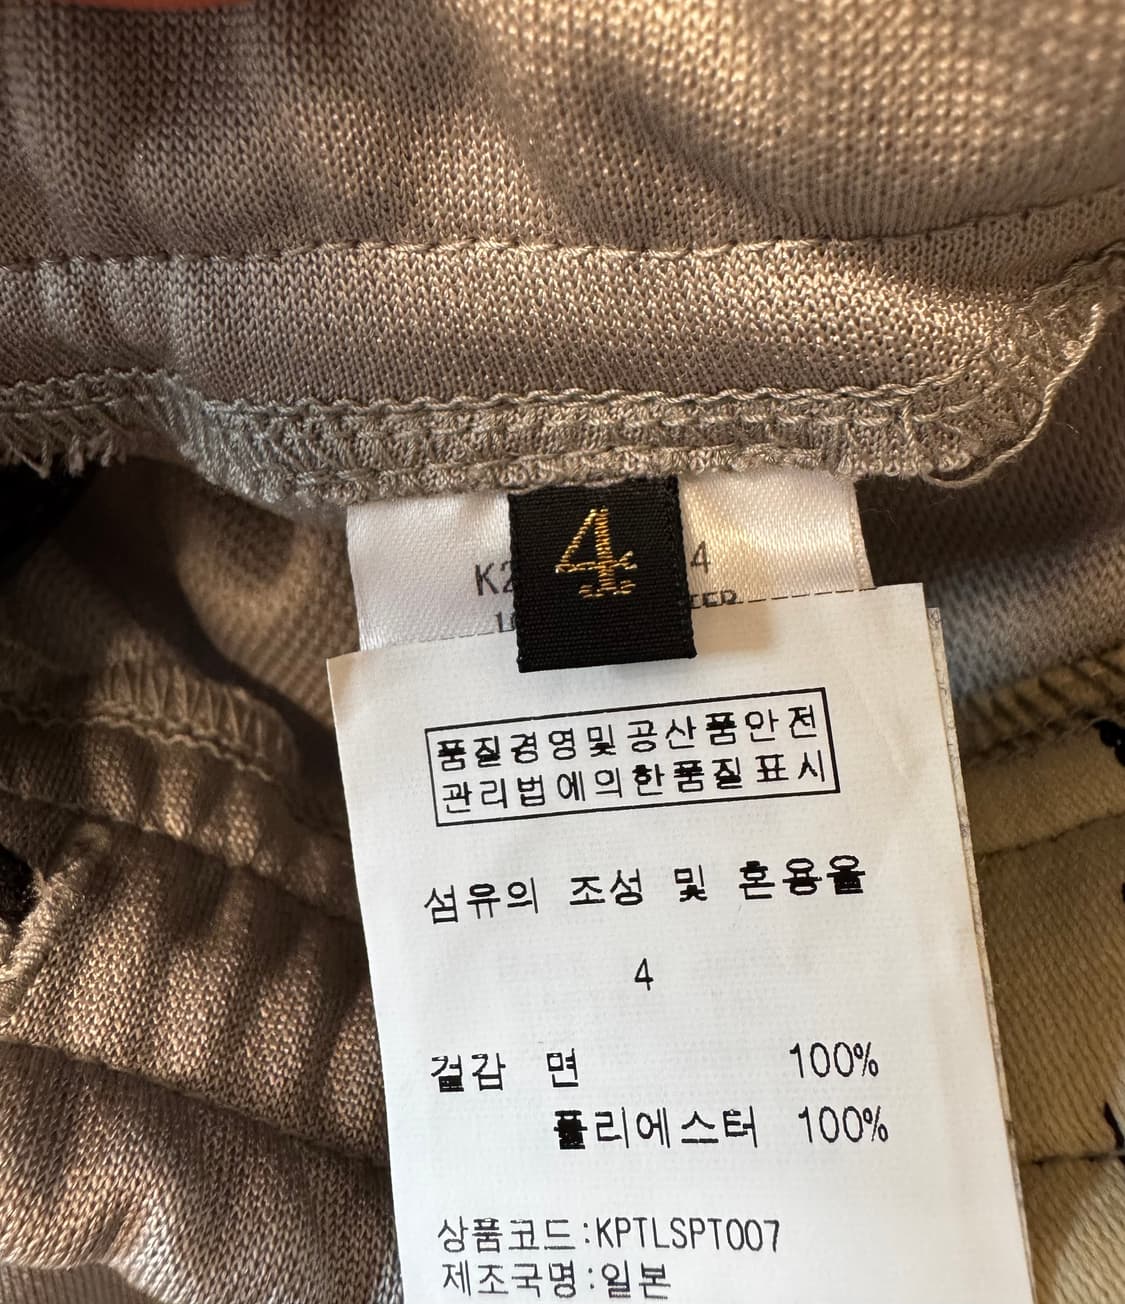 4
품질경영및공산품안전
관리법에의한품질표시
섬유의 조성 및 혼용율
4
겉감 면 100%
폴리에스터 100%
상품코드:KPTLSPT007
제조국명:일본